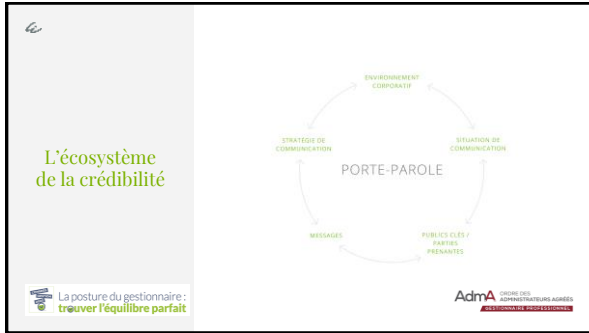 L'écosystème
de la crédibilité
ENVIRONNEMENT
CORPORATIF
STRATÉGIE DE
COMMUNICATION
SITUATION DE
COMMUNICATION
PORTE-PAROLE
MESSAGES
PUBLICS CLÉS /
PARTIES
PRENANTES
La posture du gestionnaire :
trouver l'équilibre parfait
AdmA ORDRE DES
ADMINISTRATEURS AGRÉÉS
GESTIONNAIRE PROFESSIONNEL